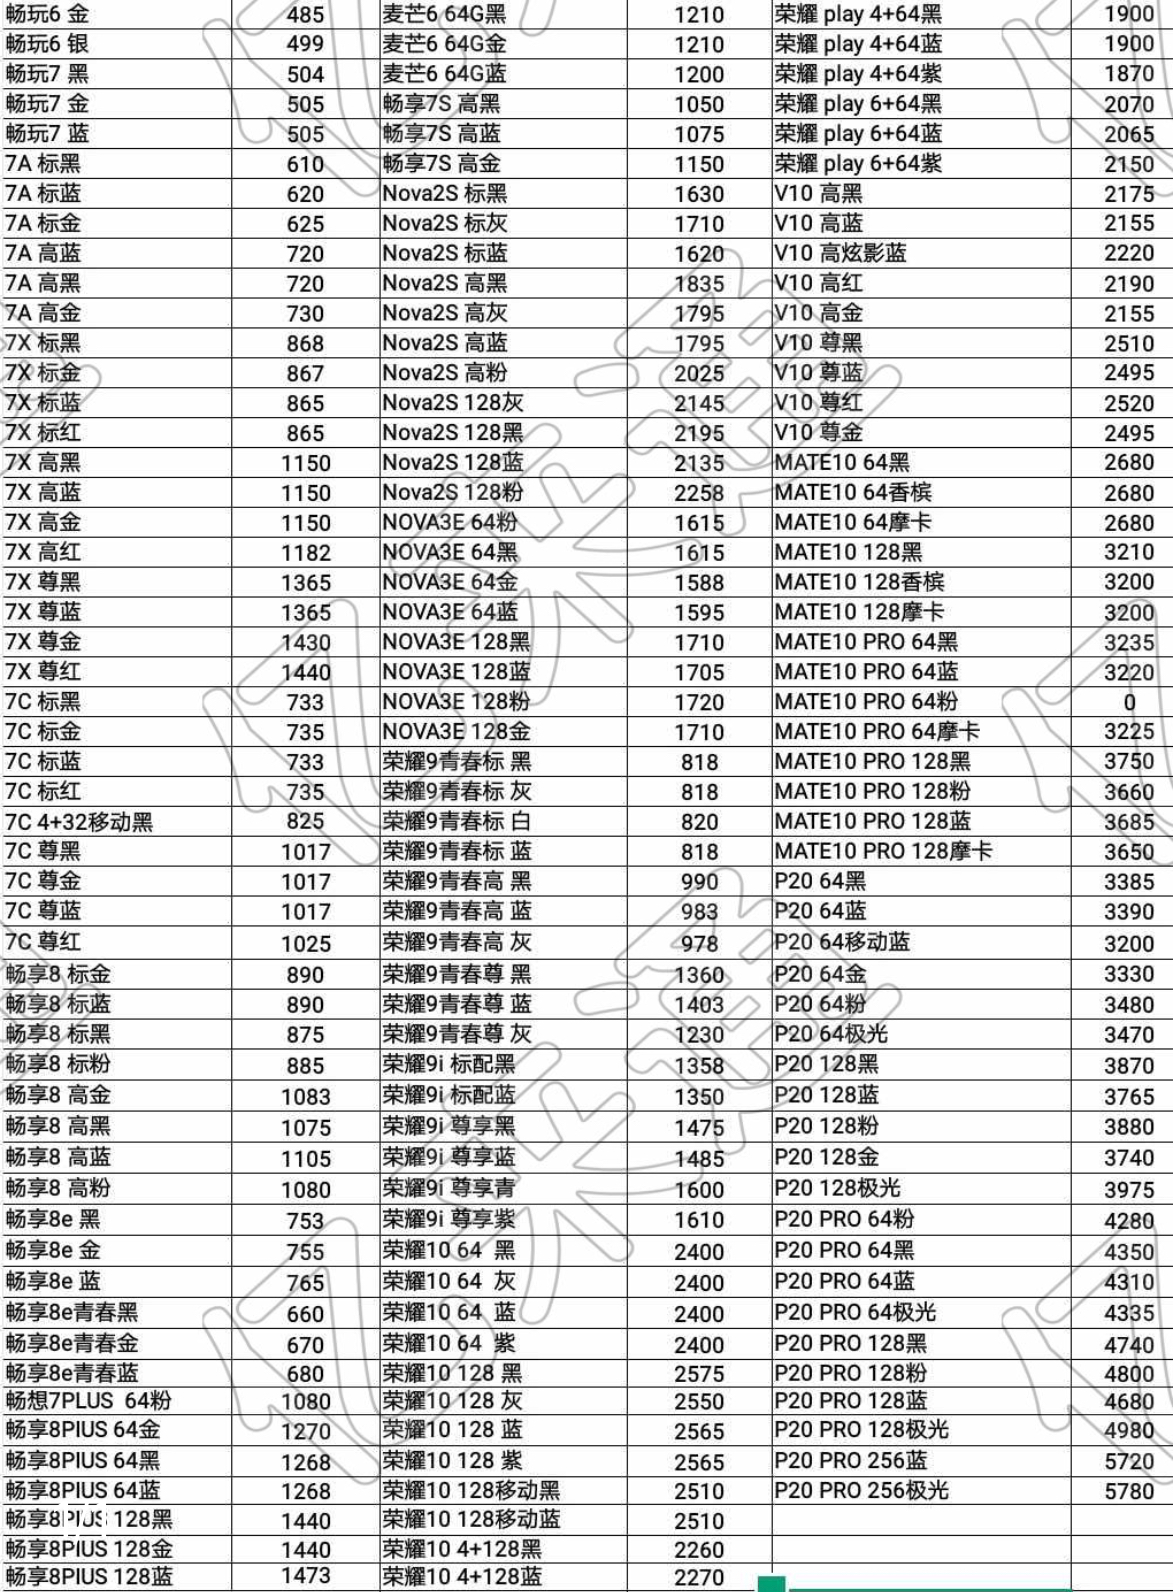 畅玩6 金 485 麦芒6 64G黑 1210 荣耀 play 4+64黑 1900
畅玩6 银 499 麦芒6 64G金 1210 荣耀 play 4+64蓝 1900
畅玩7 黑 504 麦芒6 64G蓝 1200 荣耀 play 4+64紫 1870
畅玩7 金 505 畅享7S 高黑 1050 荣耀 play 6+64黑 2070
畅玩7 蓝 505 畅享7S 高蓝 1075 荣耀 play 6+64蓝 2065
7A 标黑 610 畅享7S 高金 1150 荣耀 play 6+64紫 2150
7A 标蓝 620 Nova2S 标黑 1630 V10 高黑 2175
7A 标金 625 Nova2S 标灰 1710 V10 高蓝 2155
7A 高蓝 720 Nova2S 标蓝 1620 V10 高炫影蓝 2220
7A 高黑 720 Nova2S 高黑 1835 V10 高红 2190
7A 高金 730 Nova2S 高灰 1795 V10 高金 2155
7X 标黑 868 Nova2S 高蓝 1795 V10 尊黑 2510
7X 标金 867 Nova2S 高粉 2025 V10 尊蓝 2495
7X 标蓝 865 Nova2S 128灰 2145 V10 尊红 2520
7X 标红 865 Nova2S 128黑 2195 V10 尊金 2495
7X 高黑 1150 Nova2S 128蓝 2135 MATE10 64黑 2680
7X 高蓝 1150 Nova2S 128粉 2258 MATE10 64香槟 2680
7X 高金 1150 NOVA3E 64粉 1615 MATE10 64摩卡 2680
7X 高红 1182 NOVA3E 64黑 1615 MATE10 128黑 3210
7X 尊黑 1365 NOVA3E 64金 1588 MATE10 128香槟 3200
7X 尊蓝 1365 NOVA3E 64蓝 1595 MATE10 128摩卡 3200
7X 尊金 1430 NOVA3E 128黑 1710 MATE10 PRO 64黑 3235
7X 尊红 1440 NOVA3E 128蓝 1705 MATE10 PRO 64蓝 3220
7C 标黑 733 NOVA3E 128粉 1720 MATE10 PRO 64粉 0
7C 标金 735 NOVA3E 128金 1710 MATE10 PRO 64摩卡 3225
7C 标蓝 733 荣耀9青春标 黑 818 MATE10 PRO 128黑 3750
7C 标红 735 荣耀9青春标 灰 818 MATE10 PRO 128粉 3660
7C 4+32移动黑 825 荣耀9青春标 白 820 MATE10 PRO 128蓝 3685
7C 尊黑 1017 荣耀9青春标 蓝 818 MATE10 PRO 128摩卡 3650
7C 尊金 1017 荣耀9青春高 黑 990 P20 64黑 3385
7C 尊蓝 1017 荣耀9青春高 蓝 983 P20 64蓝 3390
7C 尊红 1025 荣耀9青春高 灰 978 P20 64移动蓝 3200
畅享8 标金 890 荣耀9青春尊 黑 1360 P20 64金 3330
畅享8 标蓝 890 荣耀9青春尊 蓝 1403 P20 64粉 3480
畅享8 标黑 875 荣耀9青春尊 灰 1230 P20 64极光 3470
畅享8 标粉 885 荣耀9i 标配黑 1358 P20 128黑 3870
畅享8 高金 1083 荣耀9i 标配蓝 1350 P20 128蓝 3765
畅享8 高黑 1075 荣耀9i 尊享黑 1475 P20 128粉 3880
畅享8 高蓝 1105 荣耀9i 尊享蓝 1485 P20 128金 3740
畅享8 高粉 1080 荣耀9i 尊享青 1600 P20 128极光 3975
畅享8e 黑 753 荣耀9i 尊享紫 1610 P20 PRO 64粉 4280
畅享8e 金 755 荣耀10 64 黑 2400 P20 PRO 64黑 4350
畅享8e 蓝 765 荣耀10 64 灰 2400 P20 PRO 64蓝 4310
畅享8e青春黑 660 荣耀10 64 蓝 2400 P20 PRO 64极光 4335
畅享8e青春金 670 荣耀10 64 紫 2400 P20 PRO 128黑 4740
畅享8e青春蓝 680 荣耀10 128 黑 2575 P20 PRO 128粉 4800
畅想7PLUS 64粉 1080 荣耀10 128 灰 2550 P20 PRO 128蓝 4680
畅享8PIUS 64金 1270 荣耀10 128 蓝 2565 P20 PRO 128极光 4980
畅享8PIUS 64黑 1268 荣耀10 128 紫 2565 P20 PRO 256蓝 5720
畅享8PIUS 64蓝 1268 荣耀10 128移动黑 2510 P20 PRO 256极光 5780
畅享8PIUS 128黑 1440 荣耀10 128移动蓝 2510
畅享8PIUS 128金 1440 荣耀10 4+128黑 2260
畅享8PIUS 128蓝 1473 荣耀10 4+128蓝 2270